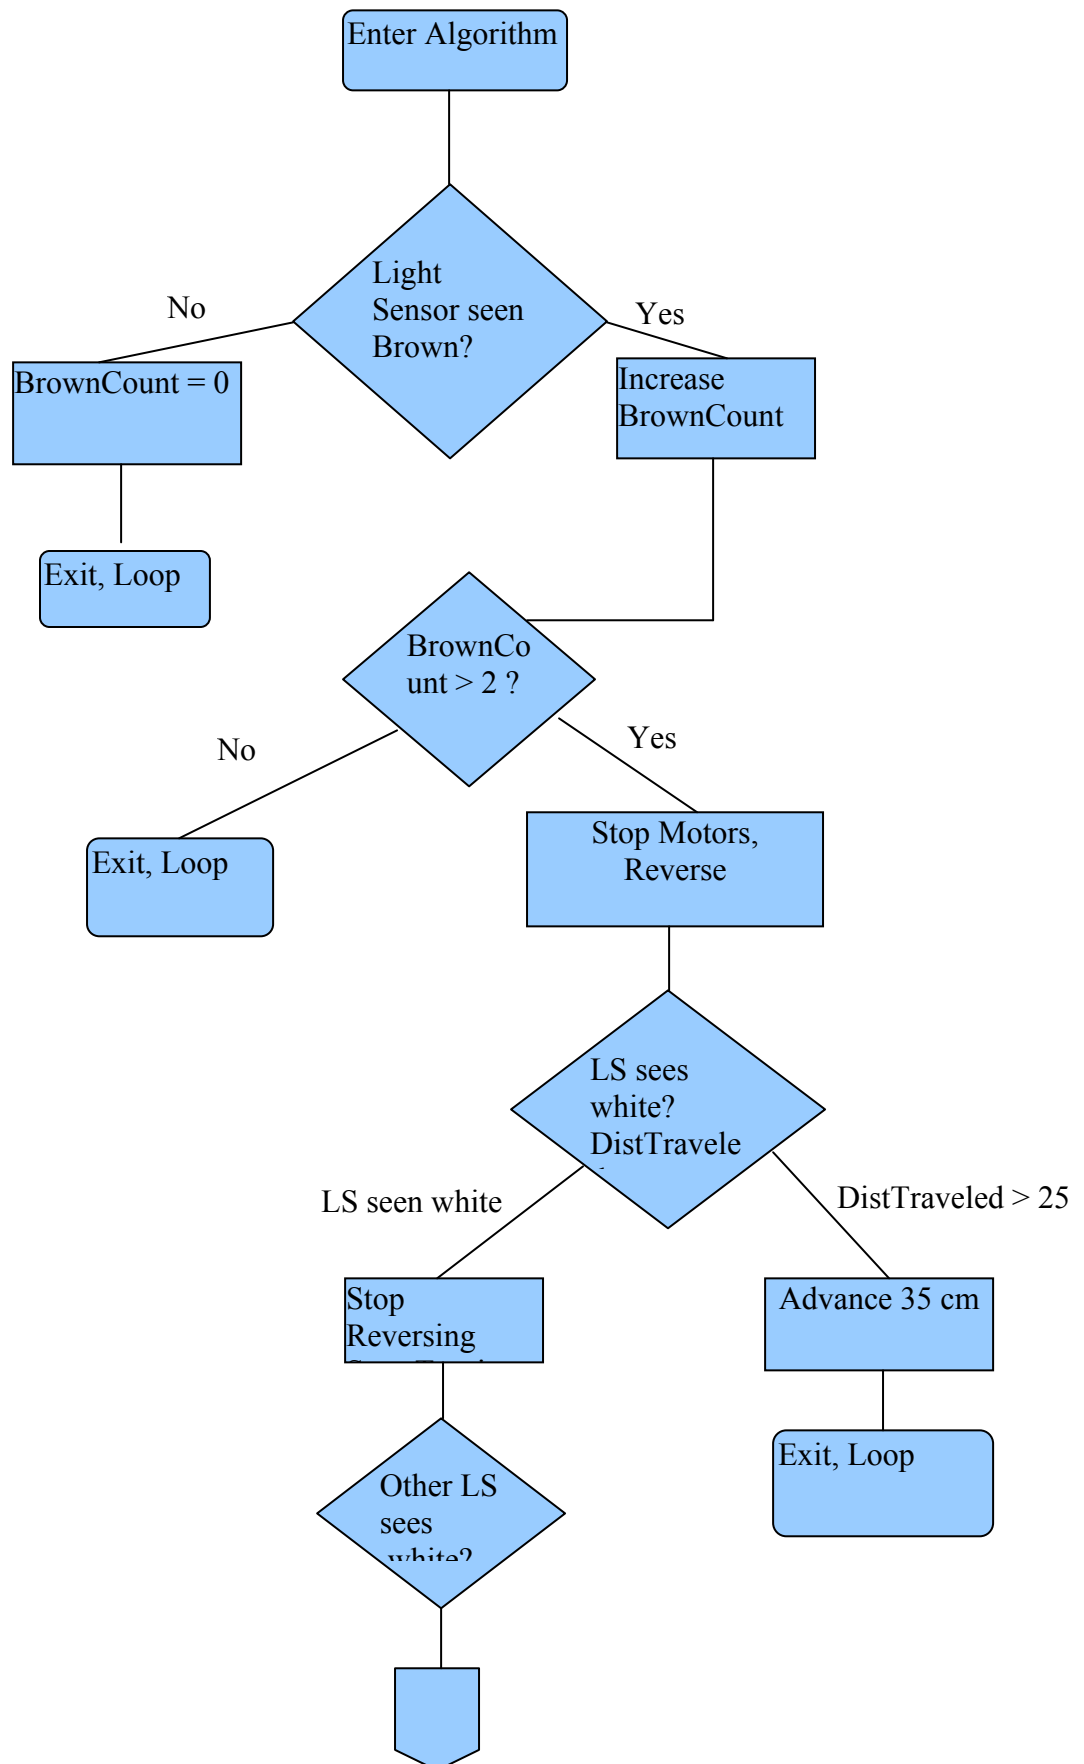 Enter Algorithm
Light
Sensor seen
Brown?
No
Yes
BrownCount = 0
Increase
BrownCount
Exit, Loop
BrownCo
unt > 2 ?
No
Yes
Exit, Loop
Stop Motors,
Reverse
LS sees
white?
DistTravele
LS seen white
DistTraveled > 25
Stop
Reversing
Advance 35 cm
Exit, Loop
Other LS
sees
white?